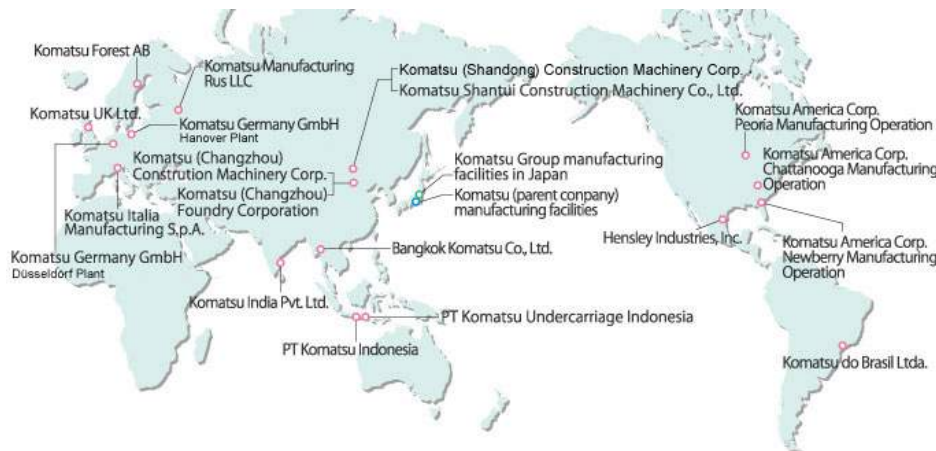 Komatsu Forest AB
Komatsu Manufacturing
Rus LLC
Komatsu (Shandong) Construction Machinery Corp.
Komatsu Shantui Construction Machinery Co., Ltd.
Komatsu UK-Ltd.
Komatsu Germany GmbH
Hanover Plant
Komatsu (Changzhou)
Constrution Machinery Corp.
Komatsu (Changzhou)
Foundry Corporation
Komatsu Italia
Manufacturing S.p.A.
Komatsu Germany GmbH
Düsseldorf Plant
Komatsu Group manufacturing
facilities in Japan
Komatsu (parent conpany)
manufacturing facilities
Bangkok Komatsu Co., Ltd.
Komatsu India Pvt. Ltd.
PT Komatsu Undercarriage Indonesia
PT Komatsu Indonesia
Komatsu America Corp.
Peoria Manufacturing Operation
Komatsu America Corp.
Chattanooga Manufacturing
Operation
Hensley Industries, Inc.
Komatsu America Corp.
Newberry Manufacturing
Operation
Komatsu do Brasil Ltda.